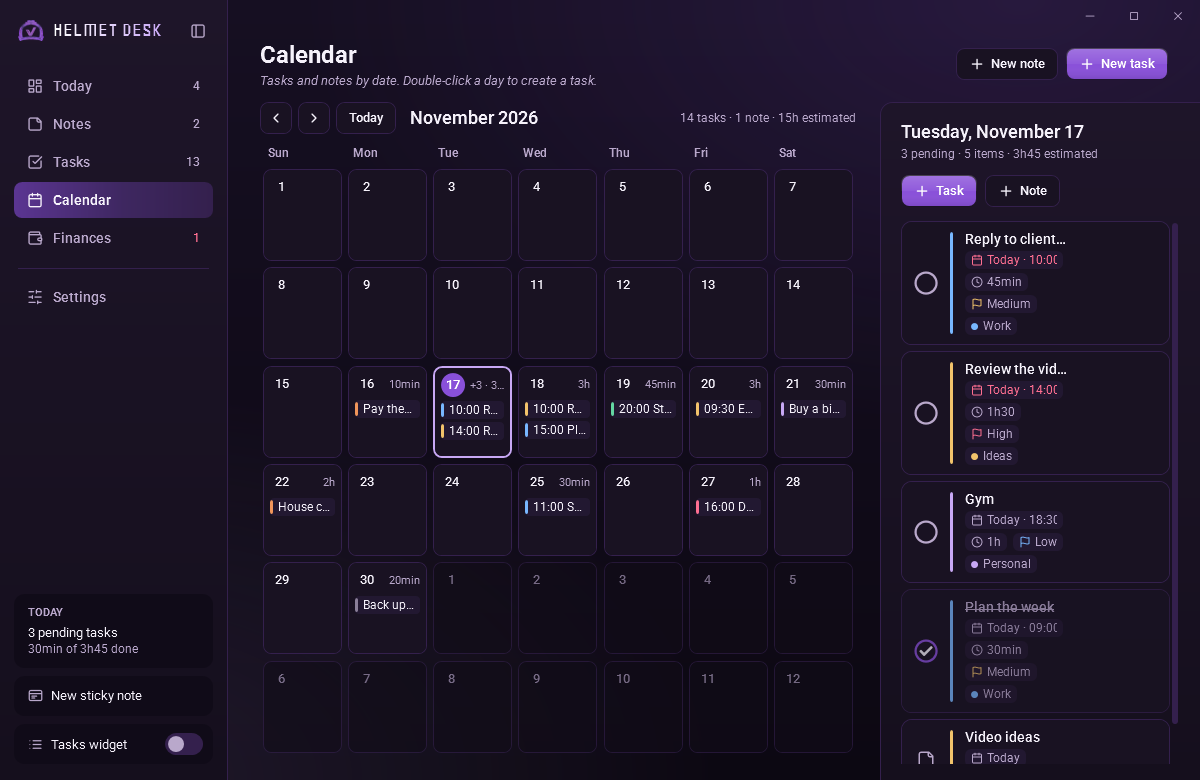 HELMET DESK
Today 4
Notes 2
Tasks 13
Calendar
Finances 1
Settings
TODAY
3 pending tasks
30min of 3h45 done
New sticky note
Tasks widget
Calendar
Tasks and notes by date. Double-click a day to create a task.
New note
New task
Today
November 2026
14 tasks · 1 note · 15h estimated
Sun Mon Tue Wed Thu Fri Sat
1 2 3 4 5 6 7
8 9 10 11 12 13 14
15
16 10min
Pay the...
17 +3 · 3...
10:00 R...
14:00 R...
18 3h
10:00 R...
15:00 Pl...
19 45min
20:00 St...
20 3h
09:30 E...
21 30min
Buy a bi...
22 2h
House c...
23
24
25 30min
11:00 S...
26
27 1h
16:00 D...
28
29
30 20min
Back up...
1 2 3 4 5
6 7 8 9 10 11 12
Tuesday, November 17
3 pending · 5 items · 3h45 estimated
Task
Note
Reply to client...
Today · 10:00
45min
Medium
Work
Review the vid...
Today · 14:00
1h30
High
Ideas
Gym
Today · 18:30
1h Low
Personal
Plan the week
Today · 09:00
30min
Medium
Work
Video ideas
Today